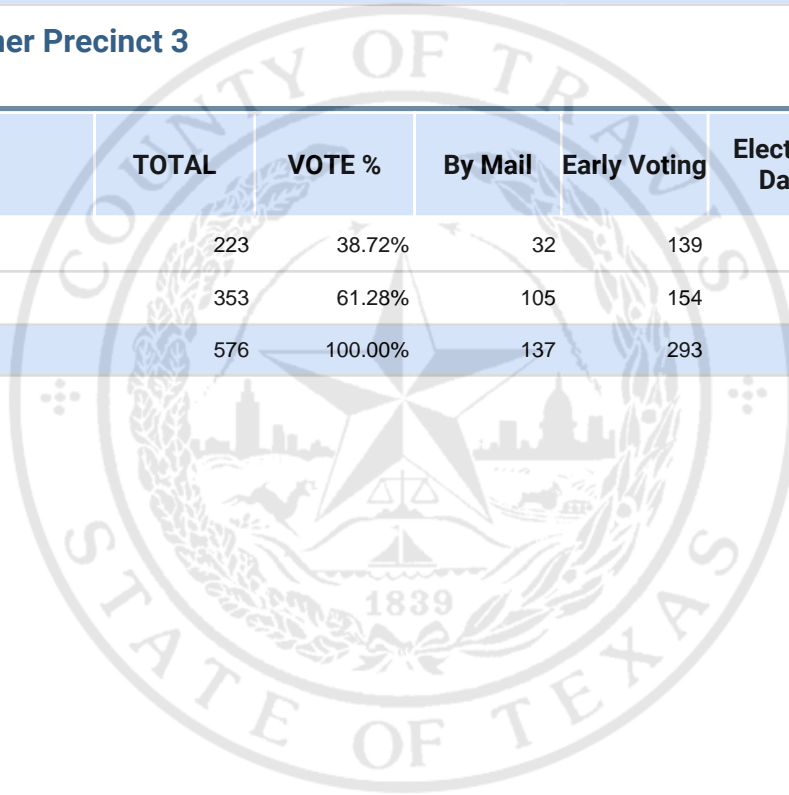 ner Precinct 3
TOTAL VOTE % By Mail Early Voting Elect
Da
223 38.72% 32 139
353 61.28% 105 154
576 100.00% 137 293
COUNTY OF TRAVIS
1839
STATE OF TEXAS